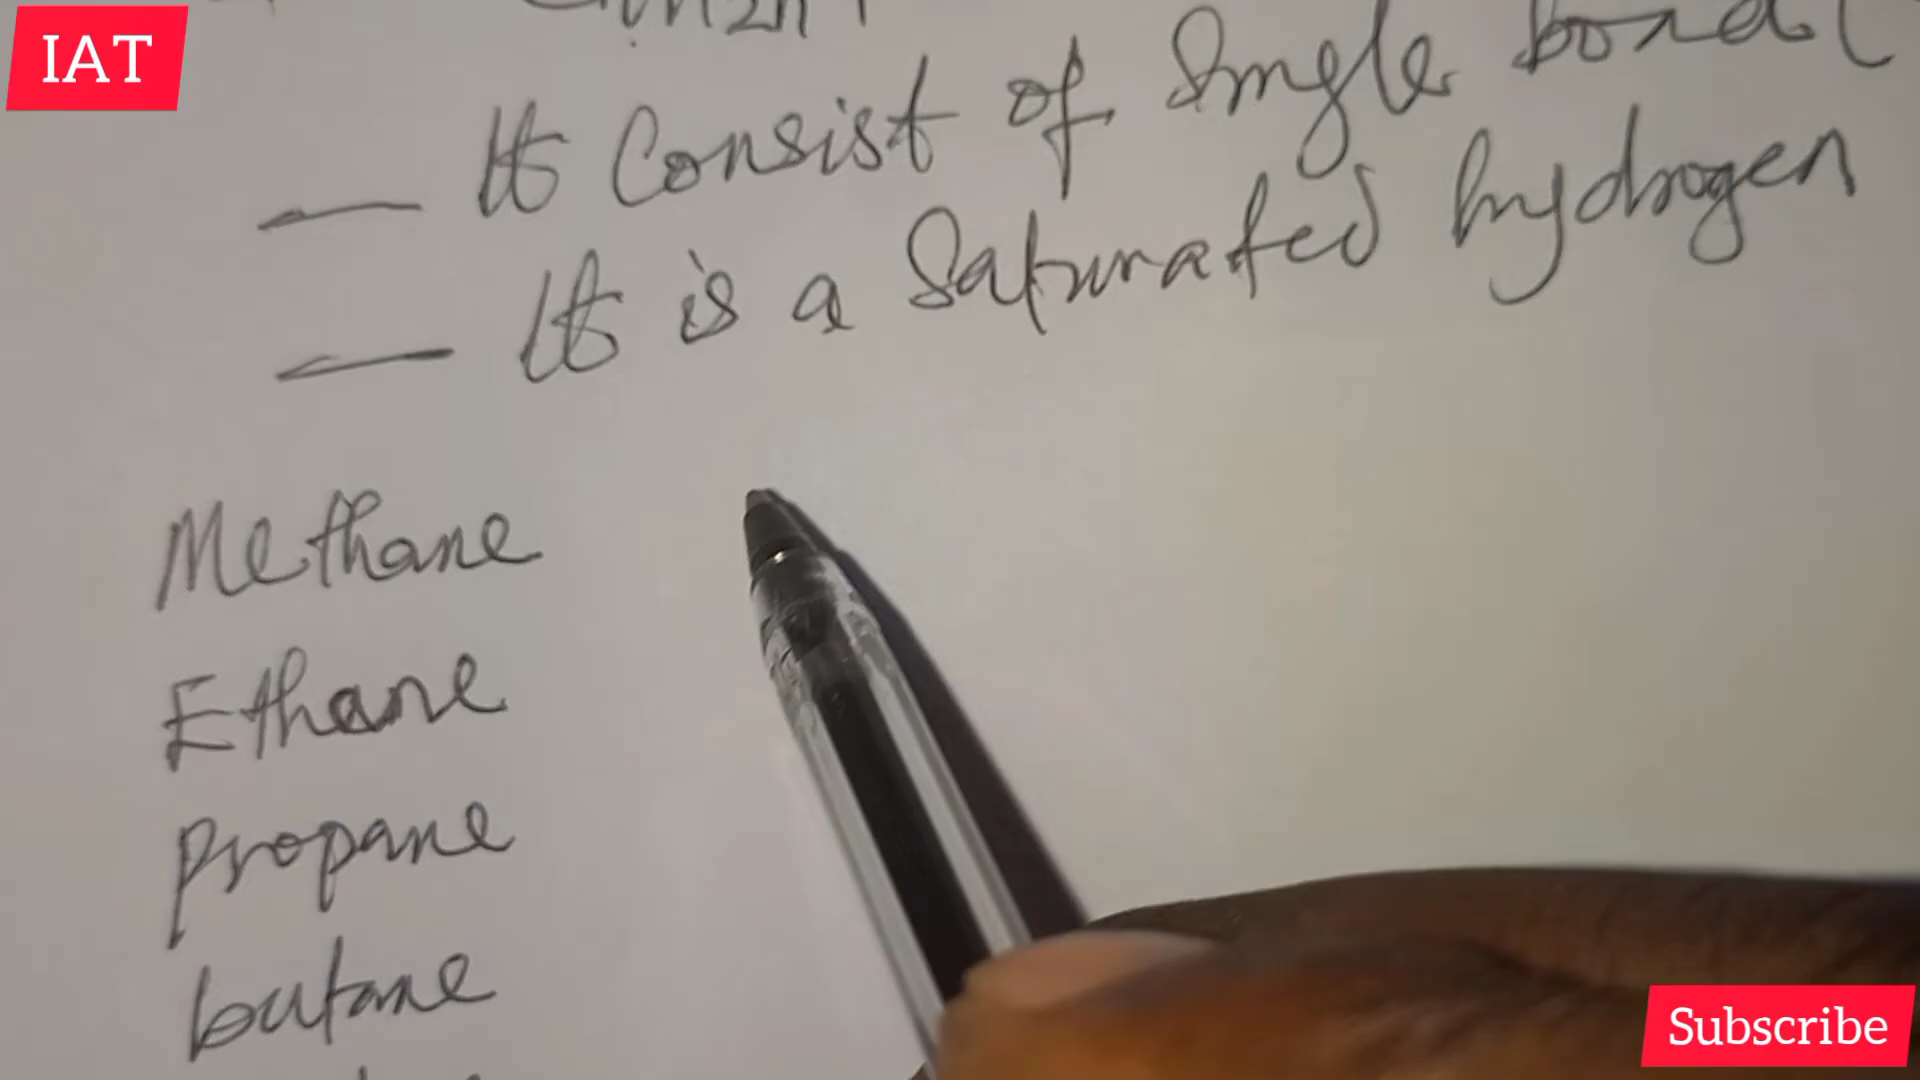 IAT
— It Consist of Single bond (
— It is a Saturated hydrogen
Methane
Ethane
Propane
butane
Subscribe